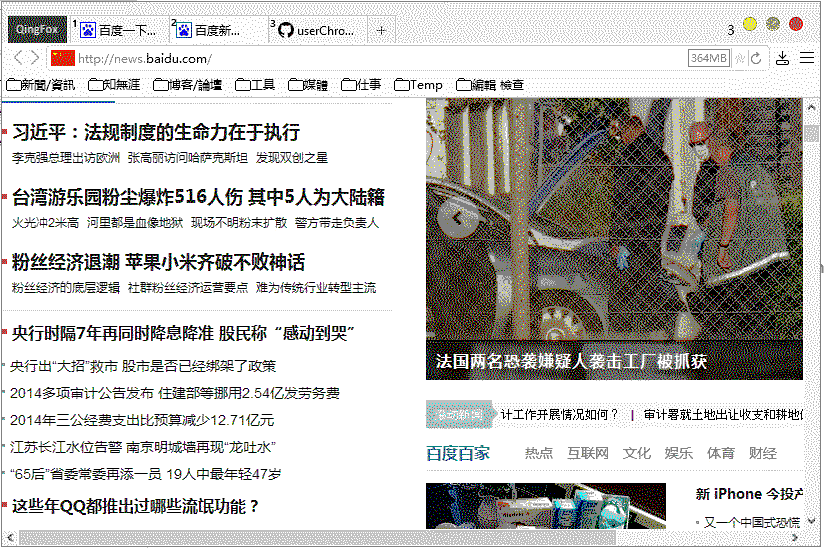 QingFox 1 百度一下... 2 百度新... 3 userChro... + 3
http://news.baidu.com/ 364MB
新聞/資訊 知無涯 博客/論壇 工具 媒體 仕事 Temp 編輯 檢查
习近平：法规制度的生命力在于执行
李克强总理出访欧洲 张高丽访问哈萨克斯坦 发现双创之星
台湾游乐园粉尘爆炸516人伤 其中5人为大陆籍
火光冲2米高 河里都是血像地狱 现场不明粉末扩散 警方带走负责人
粉丝经济退潮 苹果小米齐破不败神话
粉丝经济的底层逻辑 社群粉丝经济运营要点 难为传统行业转型主流
央行时隔7年再同时降息降准 股民称“感动到哭”
央行出“大招”救市 股市是否已经绑架了政策
2014多项审计公告发布 住建部等挪用2.54亿发劳务费
2014年三公经费支出比预算减少12.71亿元
江苏长江水位告警 南京明城墙再现“龙吐水”
“65后”省委常委再添一员 19人中最年轻47岁
这些年QQ都推出过哪些流氓功能？
法国两名恐袭嫌疑人袭击工厂被抓获
计工作开展情况如何？ | 审计署就土地出让收支和耕地
百度百家 热点 互联网 文化 娱乐 体育 财经
新 iPhone 今投产
又一个中国式恐慌